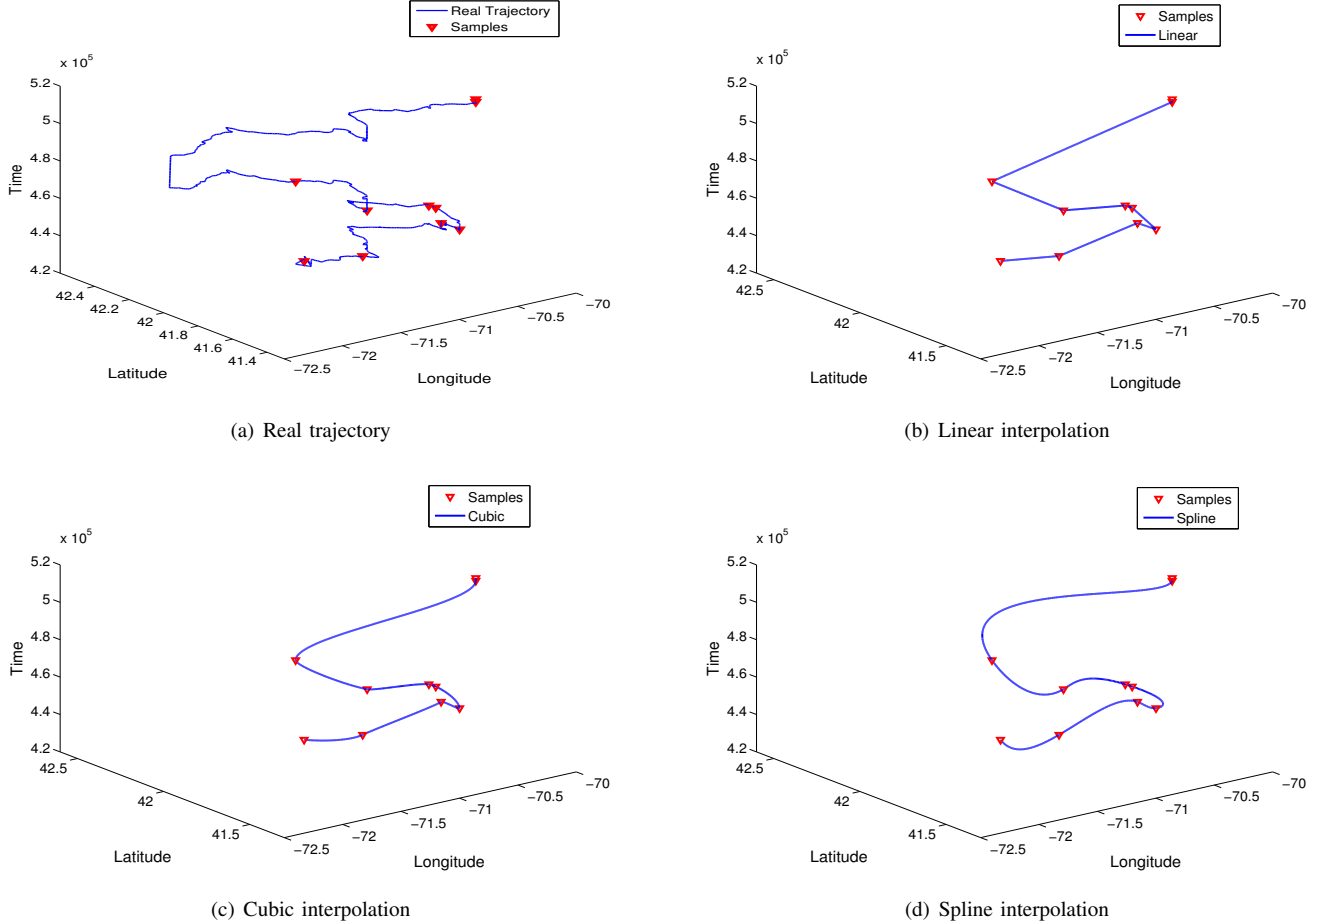 Real Trajectory
Samples
x 10^5
5.2
5
4.8
4.6
4.4
4.2
Time
42.4
42.2
42
41.8
41.6
41.4
Latitude
−72.5
−72
−71.5
−71
−70.5
−70
Longitude
(a) Real trajectory
Samples
Linear
x 10^5
5.2
5
4.8
4.6
4.4
4.2
Time
42.5
42
41.5
Latitude
−72.5
−72
−71.5
−71
−70.5
−70
Longitude
(b) Linear interpolation
Samples
Cubic
x 10^5
5.2
5
4.8
4.6
4.4
4.2
Time
42.5
42
41.5
Latitude
−72.5
−72
−71.5
−71
−70.5
−70
Longitude
(c) Cubic interpolation
Samples
Spline
x 10^5
5.2
5
4.8
4.6
4.4
4.2
Time
42.5
42
41.5
Latitude
−72.5
−72
−71.5
−71
−70.5
−70
Longitude
(d) Spline interpolation